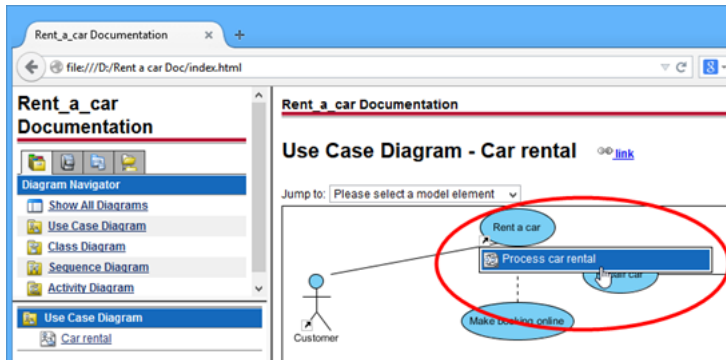 Rent_a_car Documentation
file:///D:/Rent a car Doc/index.html
Rent_a_car
Documentation
Diagram Navigator
Show All Diagrams
Use Case Diagram
Class Diagram
Sequence Diagram
Activity Diagram
Use Case Diagram
Car rental
Rent_a_car Documentation
Use Case Diagram - Car rental link
Jump to: Please select a model element
Rent a car
Process car rental
car
Make booking online
Customer